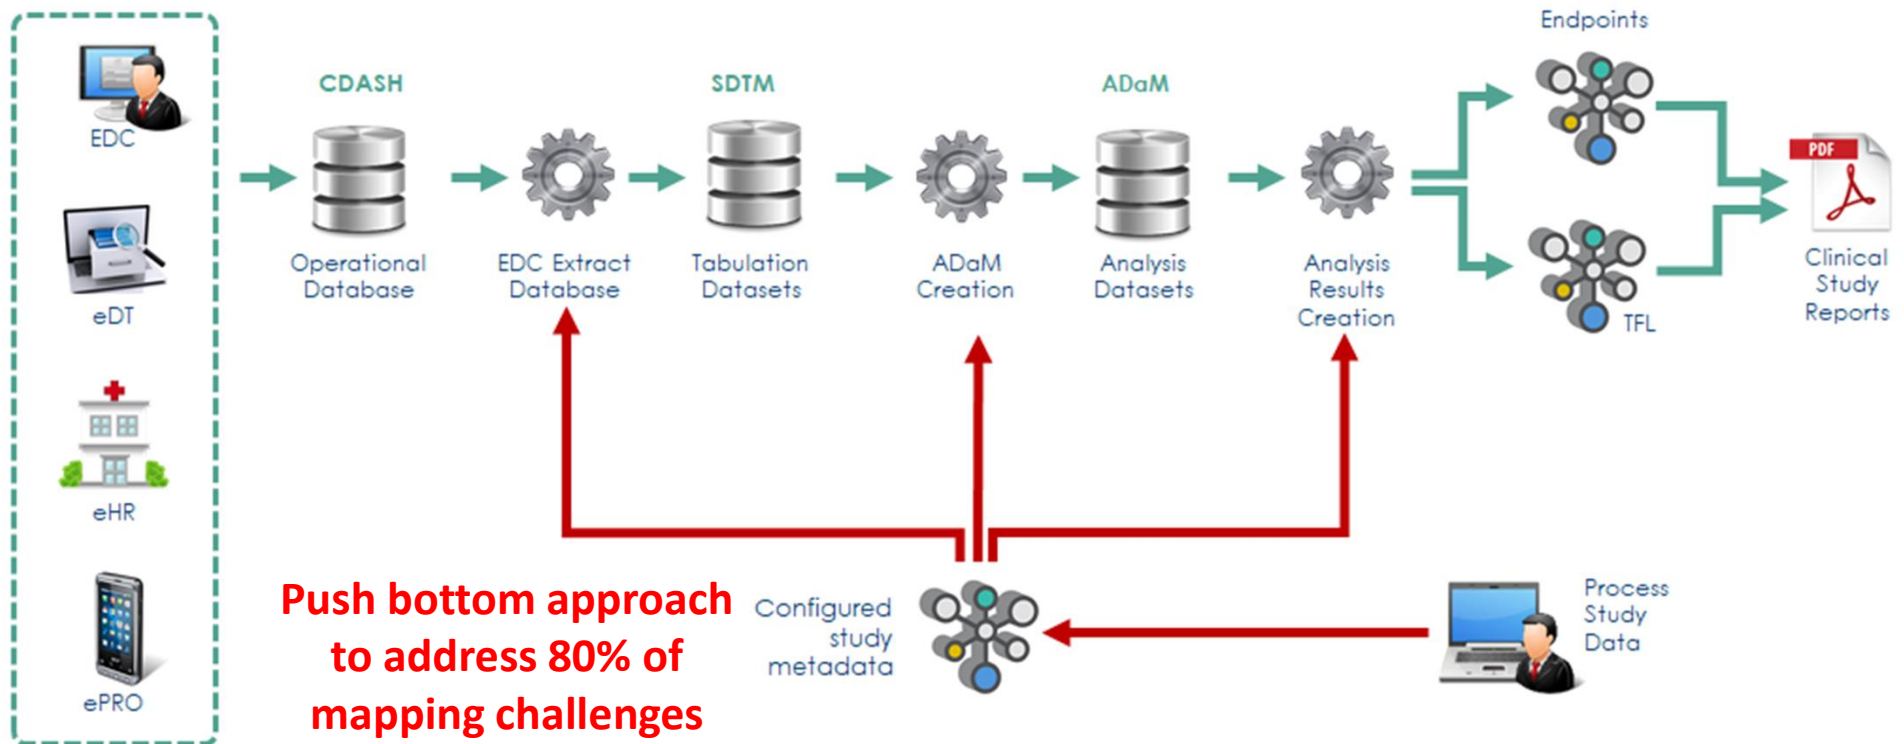 EDC
eDT
eHR
ePRO
CDASH
Operational
Database
EDC Extract
Database
SDTM
Tabulation
Datasets
ADaM
Creation
ADaM
Analysis
Datasets
Analysis
Results
Creation
Endpoints
TFL
PDF
Clinical
Study
Reports
Push bottom approach
to address 80% of
mapping challenges
Configured
study
metadata
Process
Study
Data